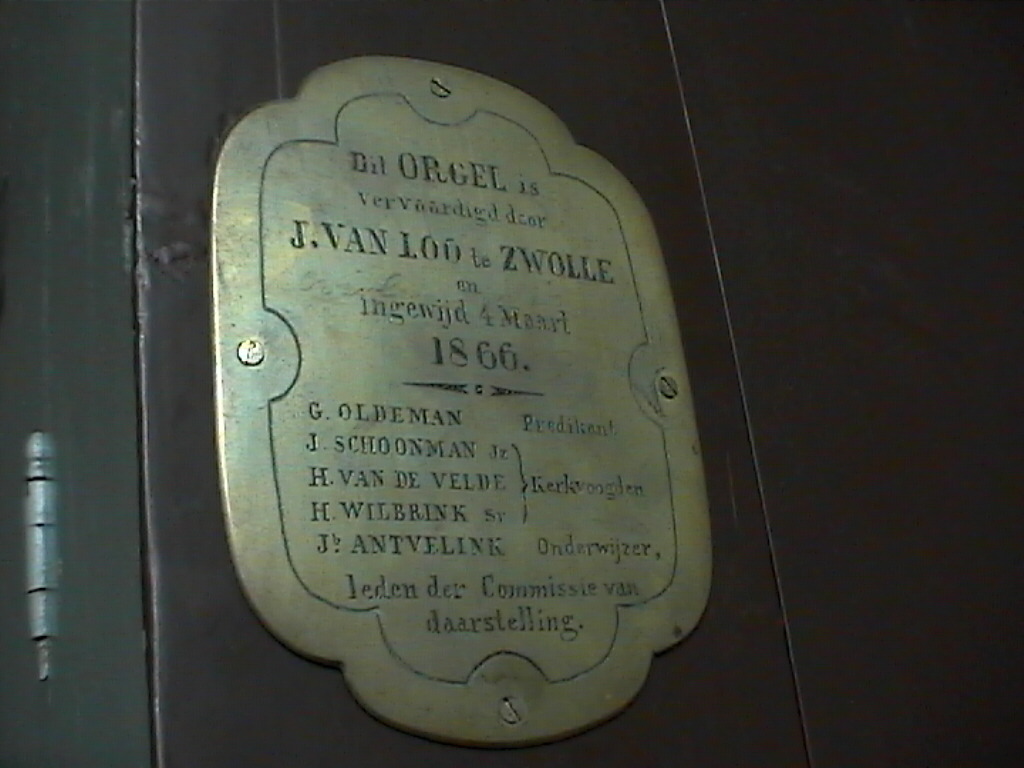 Dit ORGEL is
vervaardigd door
J. VAN LOO te ZWOLLE
en
ingewijd 4 Maart
1866.
G. OLDEMAN Predikant
J. SCHOONMAN Jz
H. VAN DE VELDE } Kerkvoogden
H. WILBRINK Sr
Jb ANTVELINK Onderwijzer,
leden der Commissie van
daarstelling.